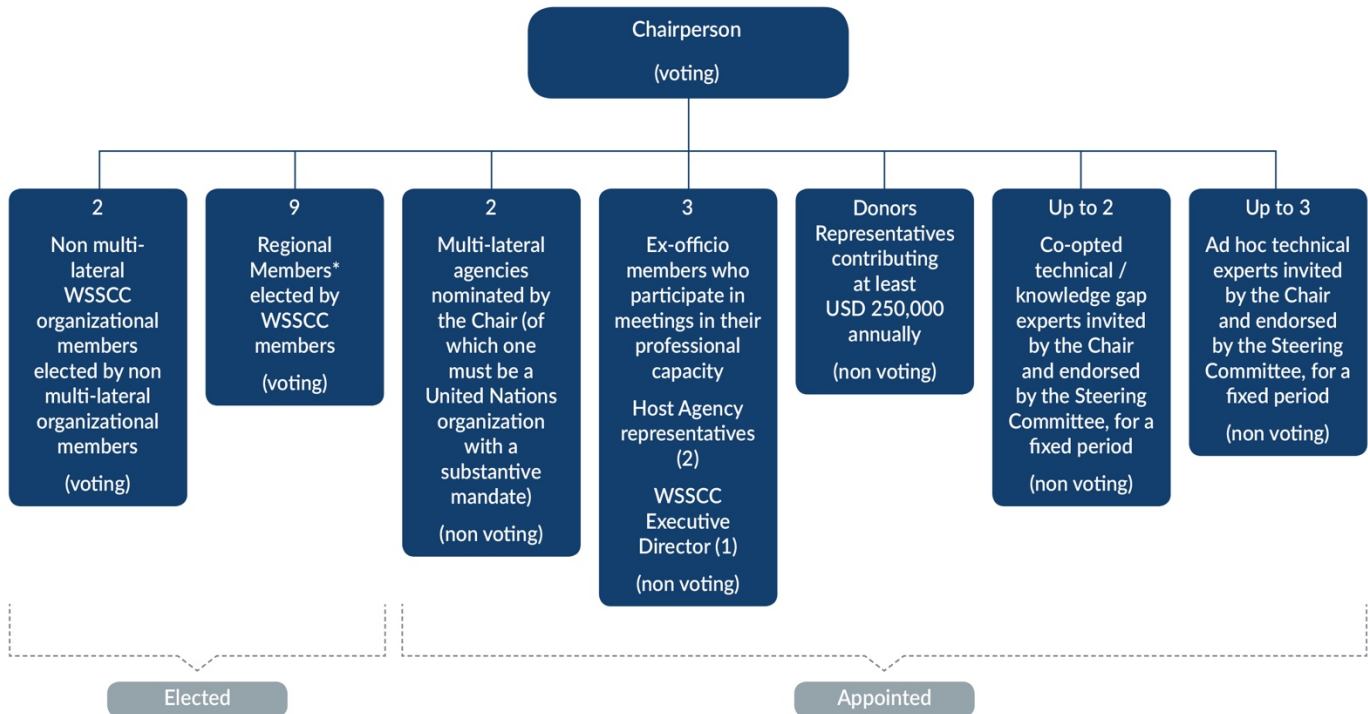 Chairperson
(voting)
2
Non multi-
lateral
WSSCC
organizational
members
elected by non
multi-lateral
organizational
members
(voting)
9
Regional
Members*
elected by
WSSCC
members
(voting)
2
Multi-lateral
agencies
nominated by
the Chair (of
which one
must be a
United Nations
organization
with a
substantive
mandate)
(non voting)
3
Ex-officio
members who
participate in
meetings in their
professional
capacity
Host Agency
representatives
(2)
WSSCC
Executive
Director (1)
(non voting)
Donors
Representatives
contributing
at least
USD 250,000
annually
(non voting)
Up to 2
Co-opted
technical /
knowledge gap
experts invited
by the Chair
and endorsed
by the Steering
Committee, for a
fixed period
(non voting)
Up to 3
Ad hoc technical
experts invited
by the Chair
and endorsed
by the Steering
Committee, for a
fixed period
(non voting)
Elected
Appointed